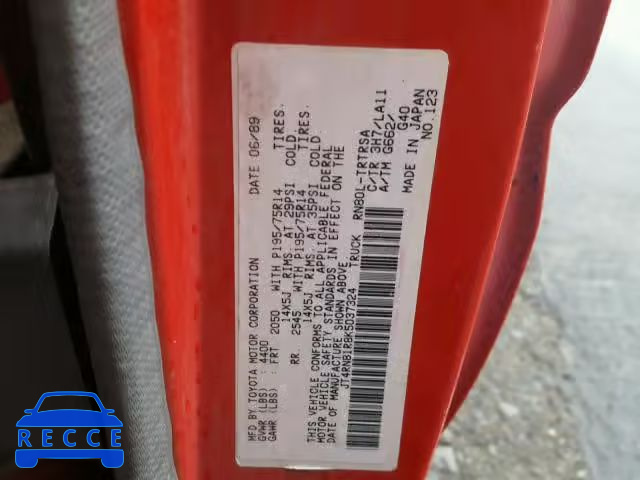 MFD BY TOYOTA MOTOR CORPORATION DATE 06/89
GVWR (LBS) : 4400
GAWR (LBS) : FRT 2050 WITH P195/75R14 TIRES.
14X5J RIMS. AT 29PSI COLD.
RR. 2545 WITH P195/75R14 TIRES.
14X5J RIMS. AT 35PSI COLD.
THIS VEHICLE CONFORMS TO ALL APPLICABLE FEDERAL
MOTOR VEHICLE SAFETY STANDARDS IN EFFECT ON THE
DATE OF MANUFACTURE SHOWN ABOVE.
JT4RN81R8K5037324 TRUCK RN80L-TRTRSA
C/TR 3H7/LA11
A/TM G662/
G40
MADE IN JAPAN
NO.123
RECCE